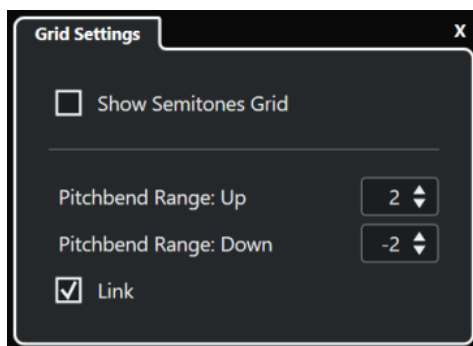 Grid Settings X
Show Semitones Grid
Pitchbend Range: Up 2
Pitchbend Range: Down -2
Link